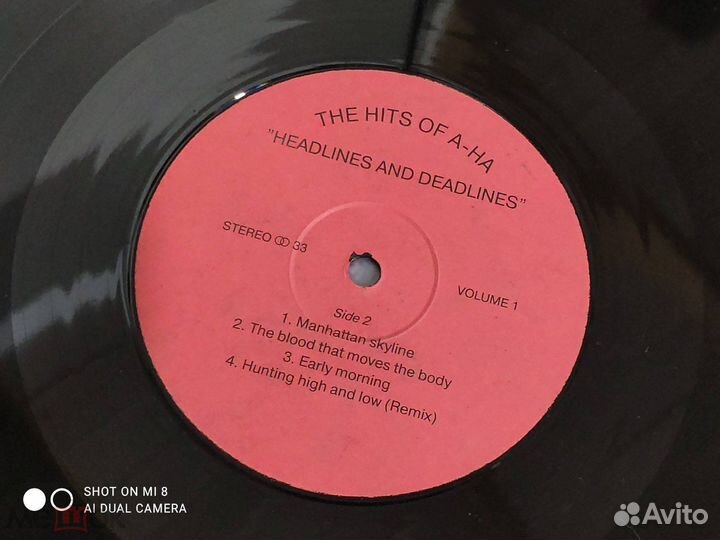 THE HITS OF A-HA
"HEADLINES AND DEADLINES"
STEREO 33
VOLUME 1
Side 2
1. Manhattan skyline
2. The blood that moves the body
3. Early morning
4. Hunting high and low (Remix)
SHOT ON MI 8
AI DUAL CAMERA
Avito